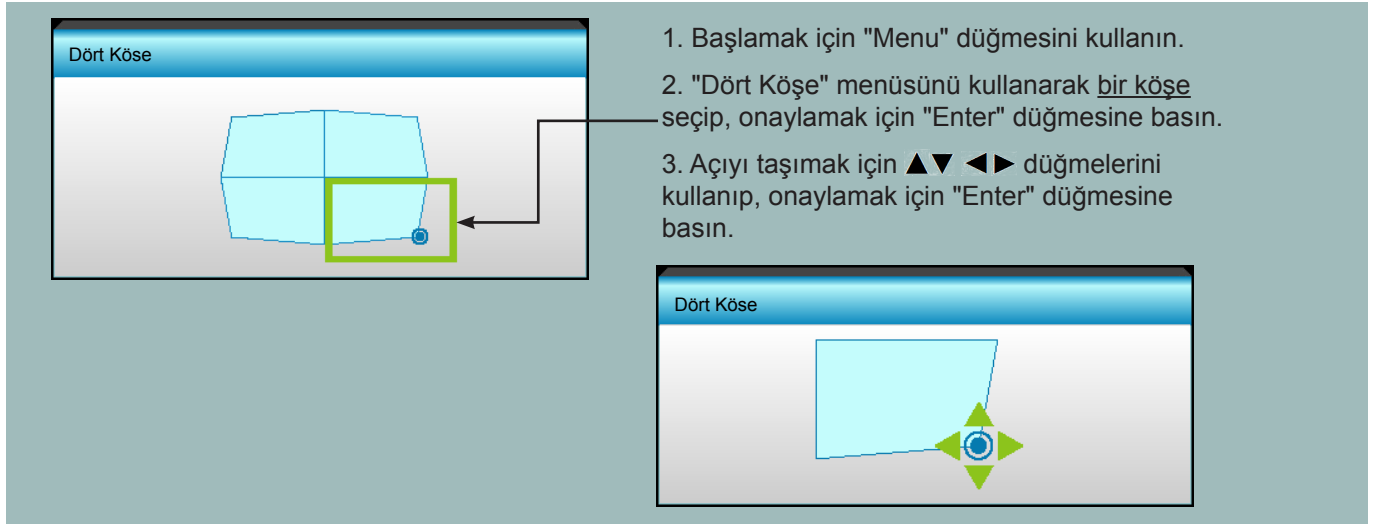 Dört Köse
1. Başlamak için "Menu" düğmesini kullanın.
2. "Dört Köşe" menüsünü kullanarak bir köşe
seçip, onaylamak için "Enter" düğmesine basın.
3. Açıyı taşımak için ▲▼ ◄► düğmelerini
kullanıp, onaylamak için "Enter" düğmesine
basın.
Dört Köse